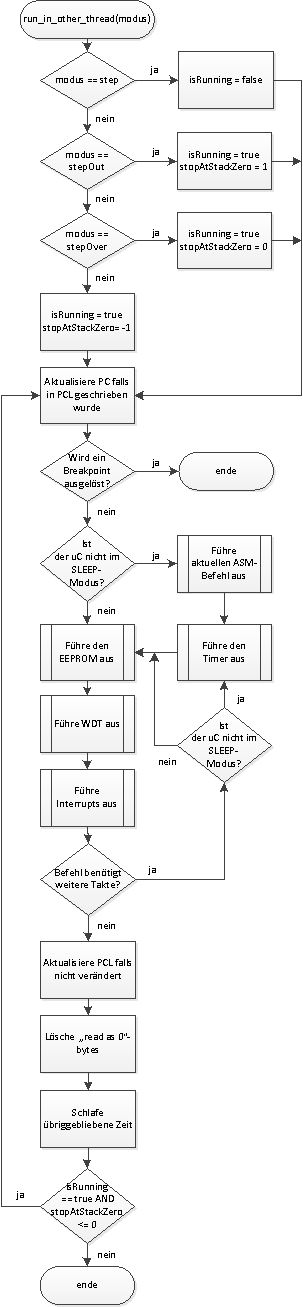 run_in_other_thread(modus)
modus == step
ja
isRunning = false
nein
modus ==
stepOut
ja
isRunning = true
stopAtStackZero = 1
nein
modus ==
stepOver
ja
isRunning = true
stopAtStackZero = 0
nein
isRunning = true
stopAtStackZero= -1
Aktualisiere PC falls
in PCL geschrieben
wurde
Wird ein
Breakpoint
ausgelöst?
ja
ende
nein
Ist
der uC nicht im
SLEEP-
Modus?
ja
Führe
aktuellen ASM-
Befehl aus
nein
Führe den
EEPROM aus
Führe den
Timer aus
ja
Führe WDT aus
Ist
der uC nicht im
SLEEP-
Modus?
nein
Führe
Interrupts aus
Befehl benötigt
weitere Takte?
ja
nein
Aktualisiere PCL falls
nicht verändert
Lösche „read as 0“-
bytes
Schlafe
übriggebliebene Zeit
isRunning
== true AND
stopAtStackZero
<= 0
ja
nein
ende